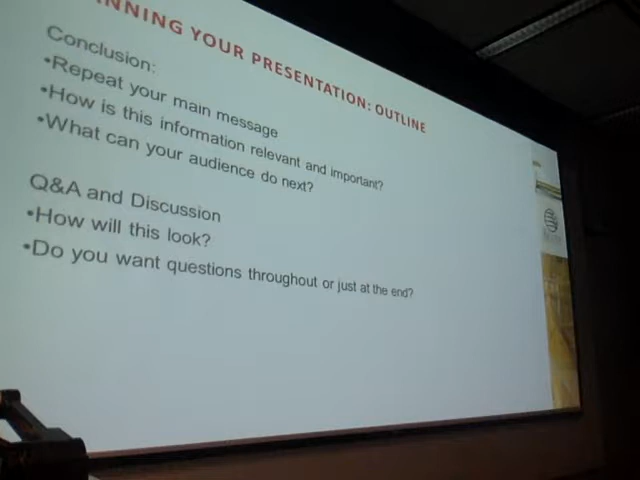 YOUR PRESENTATION: OUTLINE
Conclusion:
•Repeat your main message
•How is this information relevant and important?
•What can your audience do next?
Q&A and Discussion
•How will this look?
•Do you want questions throughout or just at the end?